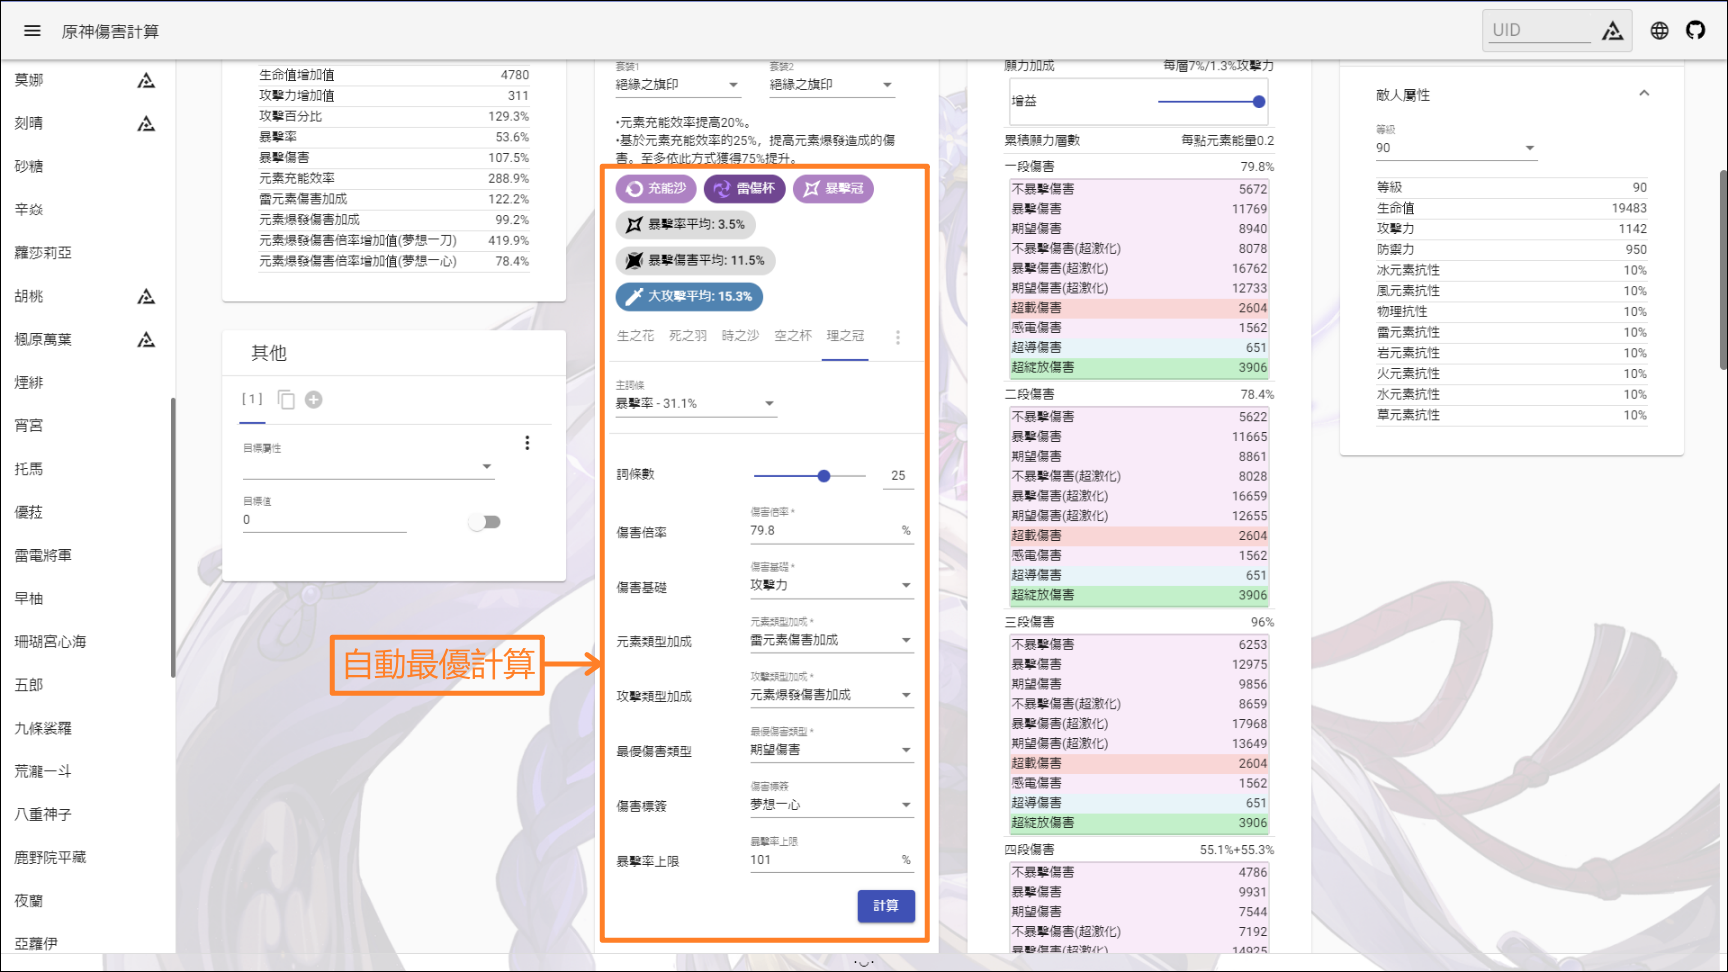 原神傷害計算
UID
莫娜
刻晴
砂糖
辛焱
蘿莎莉亞
胡桃
楓原萬葉
煙緋
宵宮
托馬
優菈
雷電將軍
早柚
珊瑚宮心海
五郎
九條裟羅
荒瀧一斗
八重神子
鹿野院平藏
夜蘭
亞蘿伊
生命值增加值 4780
攻擊力增加值 311
攻擊百分比 129.3%
暴擊率 53.6%
暴擊傷害 107.5%
元素充能效率 288.9%
雷元素傷害加成 122.2%
元素爆發傷害加成 99.2%
元素爆發傷害倍率增加值(夢想一刀) 419.9%
元素爆發傷害倍率增加值(夢想一心) 78.4%
其他
[ 1 ]
目標屬性
目標值
0
自動最優計算
套裝1 套裝2
絕緣之旗印 絕緣之旗印
•元素充能效率提高20%。
•基於元素充能效率的25%，提高元素爆發造成的傷
害。至多依此方式獲得75%提升。
充能沙 雷傷杯 暴擊冠
暴擊率平均: 3.5%
暴擊傷害平均: 11.5%
大攻擊平均: 15.3%
生之花 死之羽 時之沙 空之杯 理之冠
主詞條
暴擊率 - 31.1%
詞條數 25
傷害倍率 *
傷害倍率 79.8 %
傷害基礎 *
傷害基礎 攻擊力
元素類型加成 *
元素類型加成 雷元素傷害加成
攻擊類型加成 *
攻擊類型加成 元素爆發傷害加成
最優傷害類型 *
最優傷害類型 期望傷害
傷害標簽
傷害標簽 夢想一心
暴擊率上限
暴擊率上限 101 %
計算
願力加成 每層7%/1.3%攻擊力
增益
累積願力層數 每點元素能量0.2
一段傷害 79.8%
不暴擊傷害 5672
暴擊傷害 11769
期望傷害 8940
不暴擊傷害(超激化) 8078
暴擊傷害(超激化) 16762
期望傷害(超激化) 12733
超載傷害 2604
感電傷害 1562
超導傷害 651
超綻放傷害 3906
二段傷害 78.4%
不暴擊傷害 5622
暴擊傷害 11665
期望傷害 8861
不暴擊傷害(超激化) 8028
暴擊傷害(超激化) 16659
期望傷害(超激化) 12655
超載傷害 2604
感電傷害 1562
超導傷害 651
超綻放傷害 3906
三段傷害 96%
不暴擊傷害 6253
暴擊傷害 12975
期望傷害 9856
不暴擊傷害(超激化) 8659
暴擊傷害(超激化) 17968
期望傷害(超激化) 13649
超載傷害 2604
感電傷害 1562
超導傷害 651
超綻放傷害 3906
四段傷害 55.1%+55.3%
不暴擊傷害 4786
暴擊傷害 9931
期望傷害 7544
不暴擊傷害(超激化) 7192
暴擊傷害(超激化) 14925
敵人屬性
等級
90
等級 90
生命值 19483
攻擊力 1142
防禦力 950
冰元素抗性 10%
風元素抗性 10%
物理抗性 10%
雷元素抗性 10%
岩元素抗性 10%
火元素抗性 10%
水元素抗性 10%
草元素抗性 10%